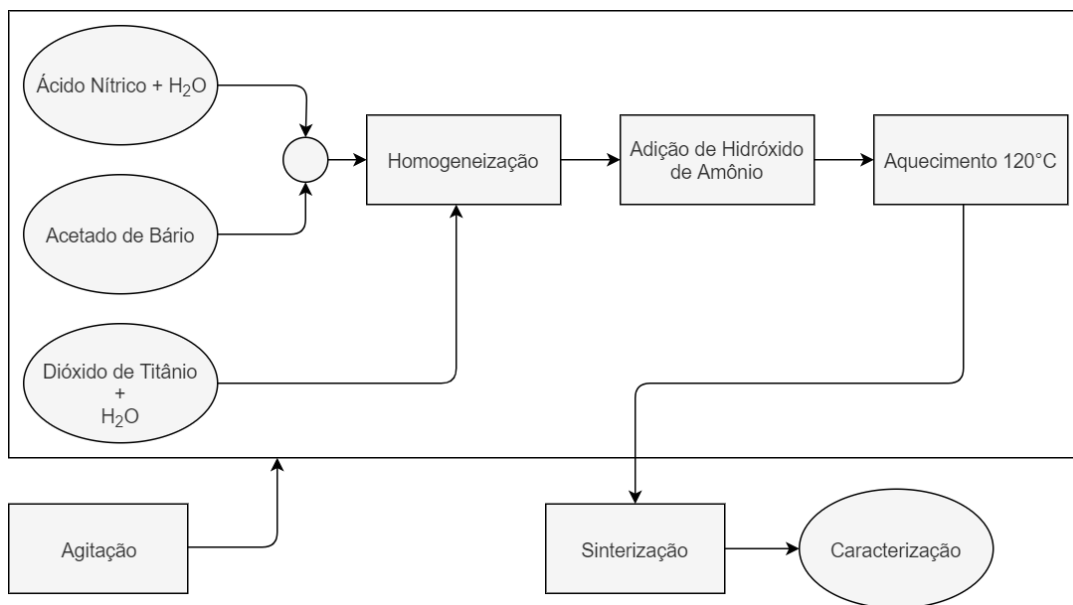 Ácido Nítrico + H₂O
Acetado de Bário
Dióxido de Titânio
+
H₂O
Homogeneização
Adição de Hidróxido
de Amônio
Aquecimento 120°C
Agitação
Sinterização
Caracterização